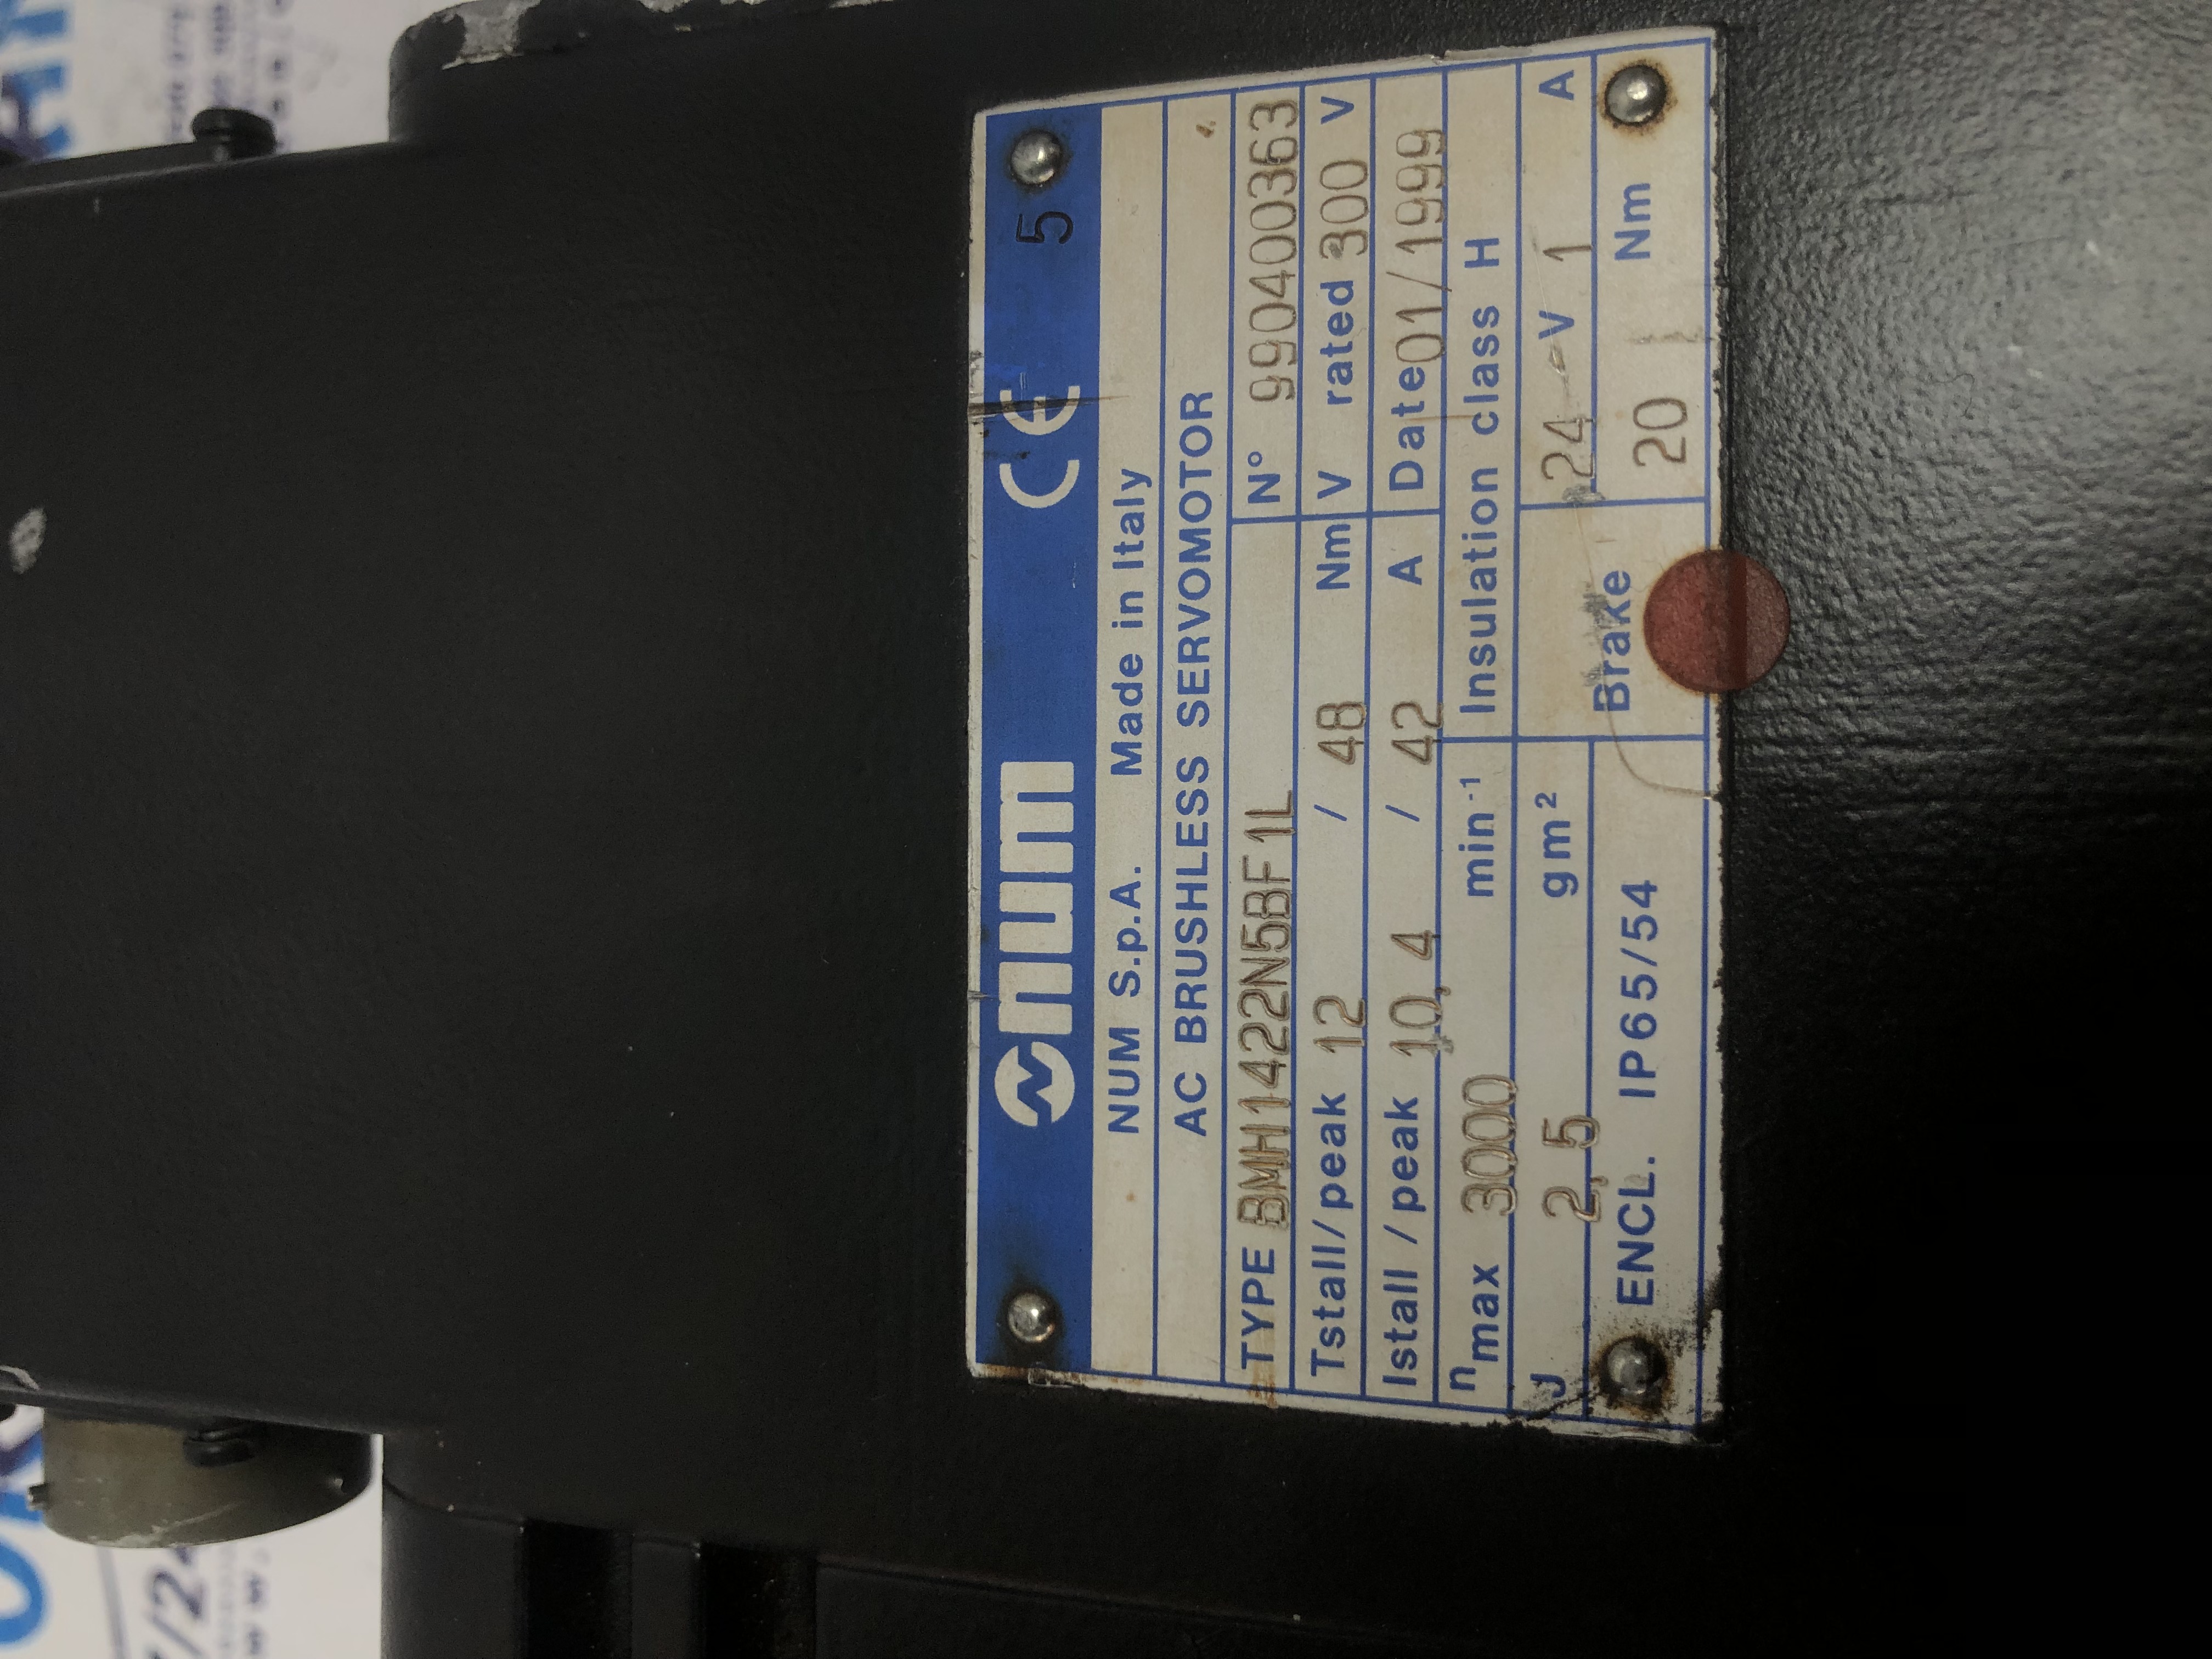 num CE 5
NUM S.p.A. Made in Italy
AC BRUSHLESS SERVOMOTOR
TYPE BMH1422N5BF1L N° 990400363
Tstall/peak 12 / 48 Nm V V rated 300 V
Istall/peak 10,4 / 42 A Date 01/1999
nmax 3000 min-1 Insulation class H
J 2,5 gm² Brake 24 V 1 A
ENCL. IP65/54 20 Nm